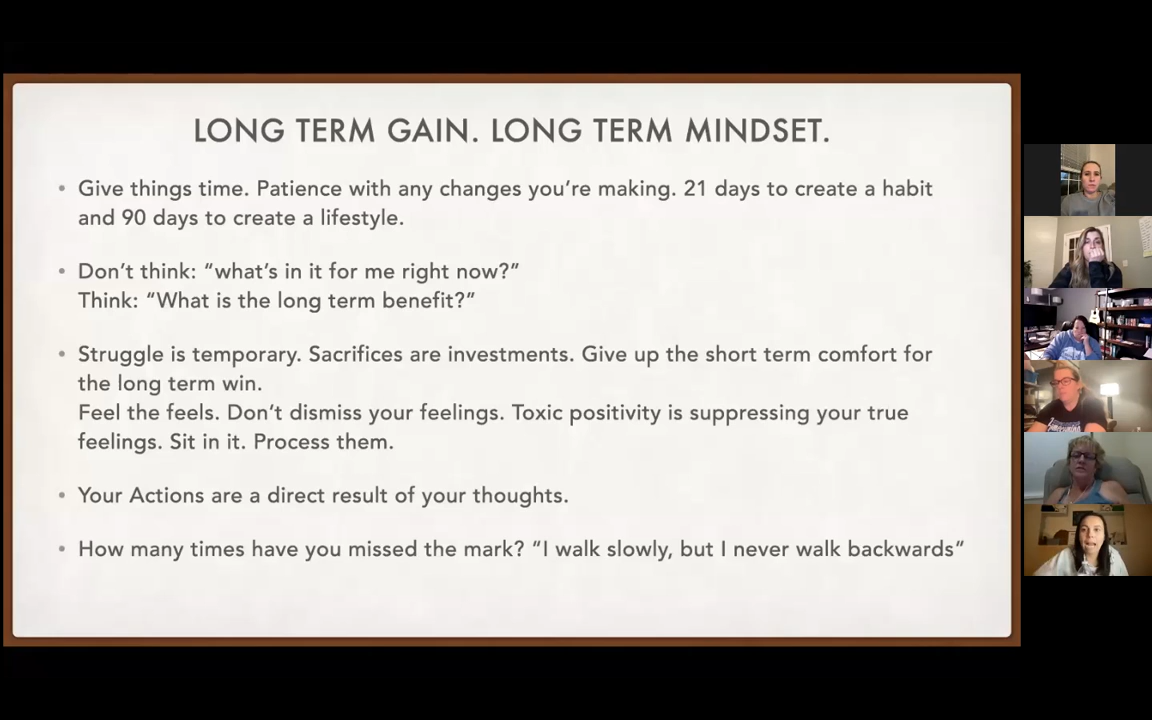 LONG TERM GAIN. LONG TERM MINDSET.
• Give things time. Patience with any changes you’re making. 21 days to create a habit
and 90 days to create a lifestyle.
• Don’t think: “what’s in it for me right now?”
Think: “What is the long term benefit?”
• Struggle is temporary. Sacrifices are investments. Give up the short term comfort for
the long term win.
Feel the feels. Don’t dismiss your feelings. Toxic positivity is suppressing your true
feelings. Sit in it. Process them.
• Your Actions are a direct result of your thoughts.
• How many times have you missed the mark? “I walk slowly, but I never walk backwards”